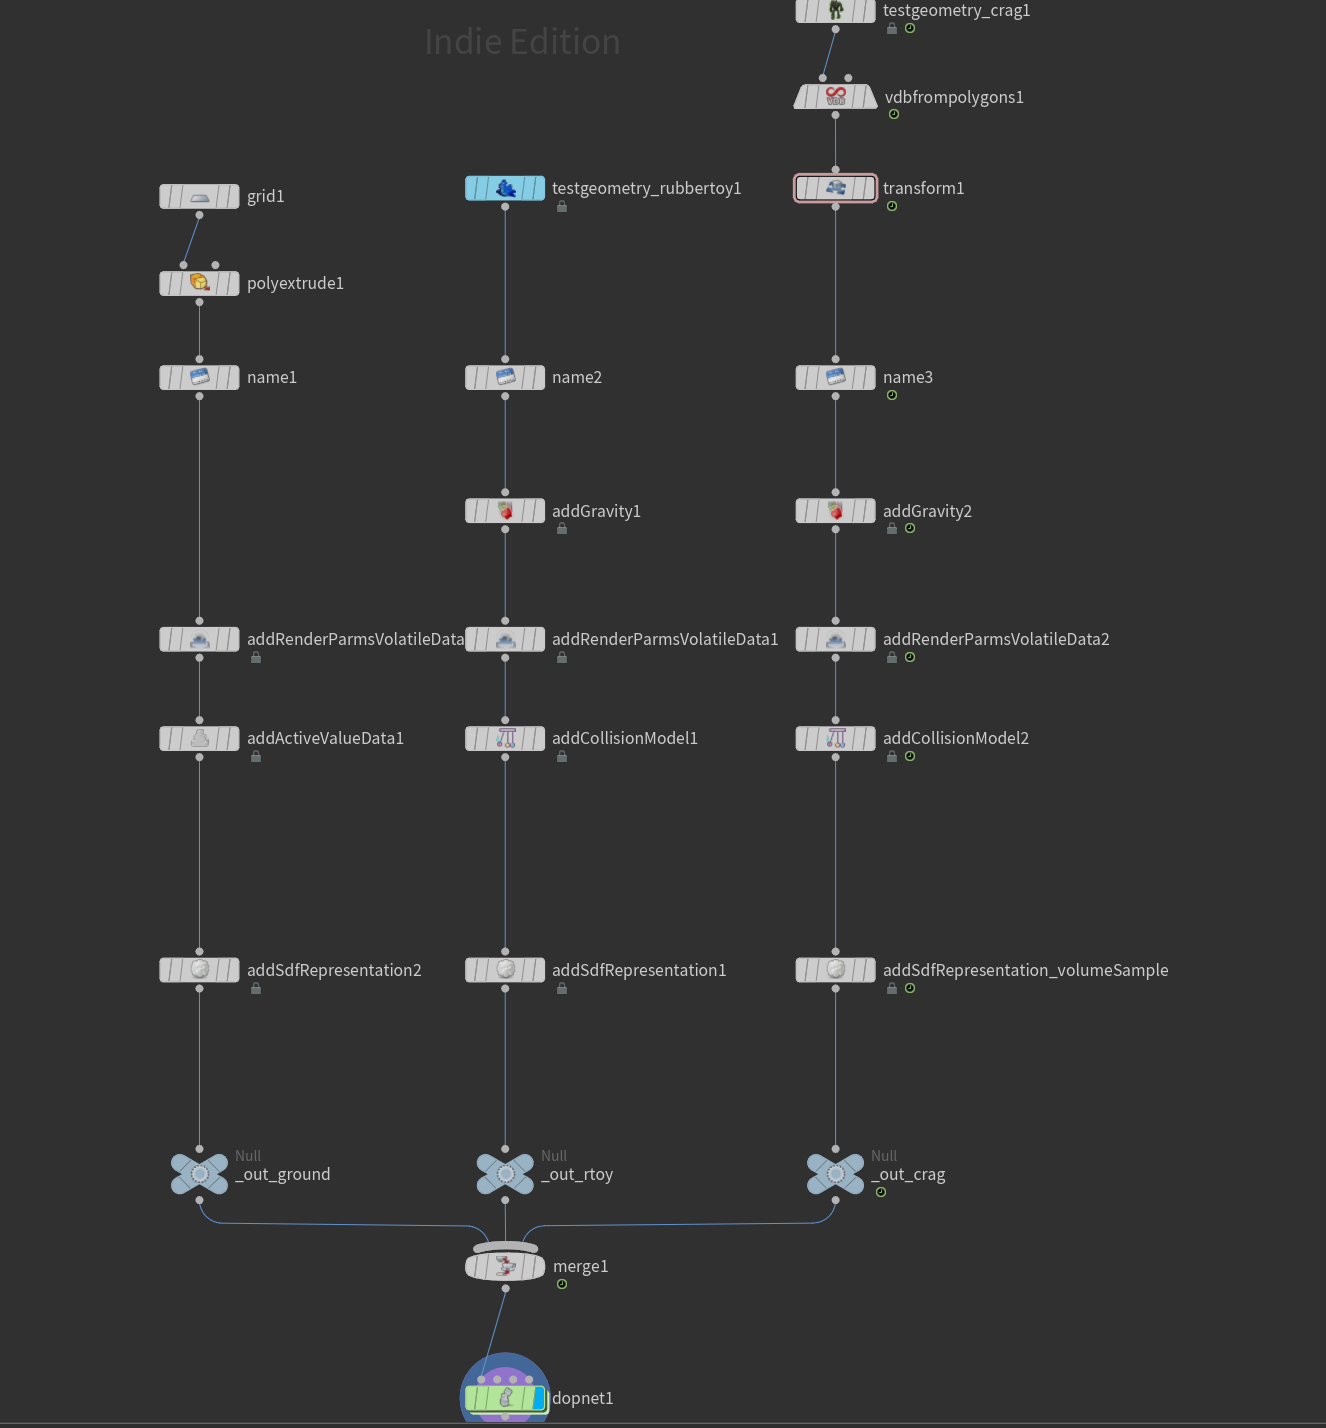 testgeometry_crag1
Indie Edition
VDB
vdbfrompolygons1
grid1
testgeometry_rubbertoy1
transform1
polyextrude1
name1
name2
name3
addGravity1
addGravity2
addRenderParmsVolatileData
addRenderParmsVolatileData1
addRenderParmsVolatileData2
addActiveValueData1
addCollisionModel1
addCollisionModel2
addSdfRepresentation2
addSdfRepresentation1
addSdfRepresentation_volumeSample
Null
_out_ground
Null
_out_rtoy
Null
_out_crag
merge1
dopnet1